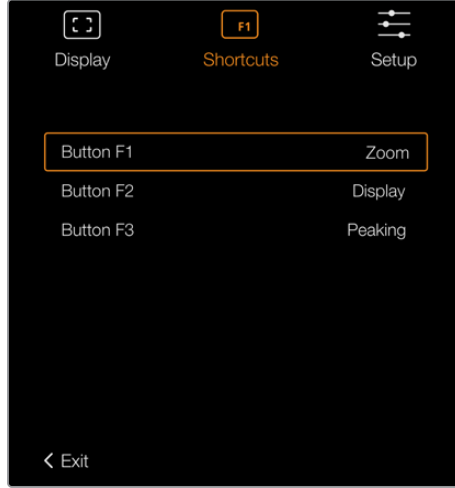 F1
Display Shortcuts Setup
Button F1 Zoom
Button F2 Display
Button F3 Peaking
Exit